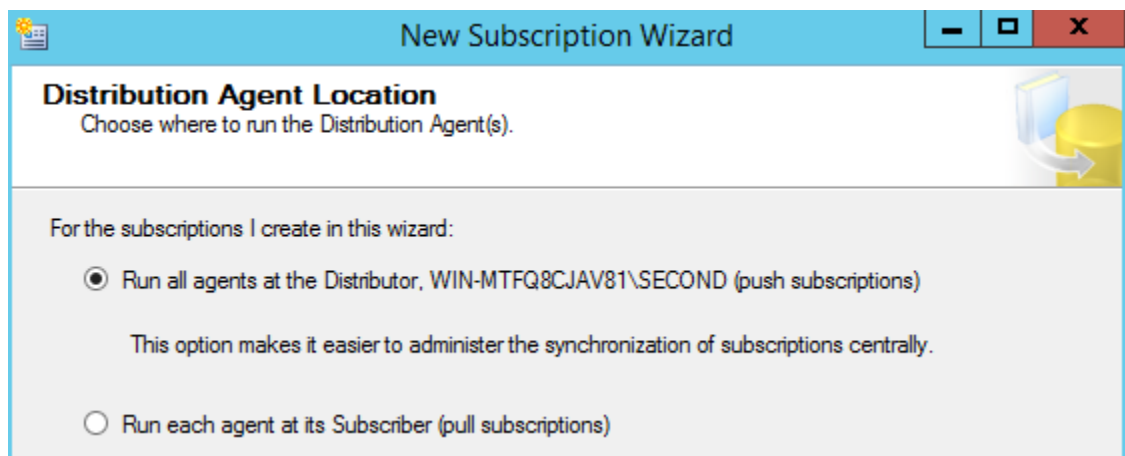 New Subscription Wizard
Distribution Agent Location
Choose where to run the Distribution Agent(s).
For the subscriptions I create in this wizard:
Run all agents at the Distributor, WIN-MTFQ8CJAV81\SECOND (push subscriptions)
This option makes it easier to administer the synchronization of subscriptions centrally.
Run each agent at its Subscriber (pull subscriptions)